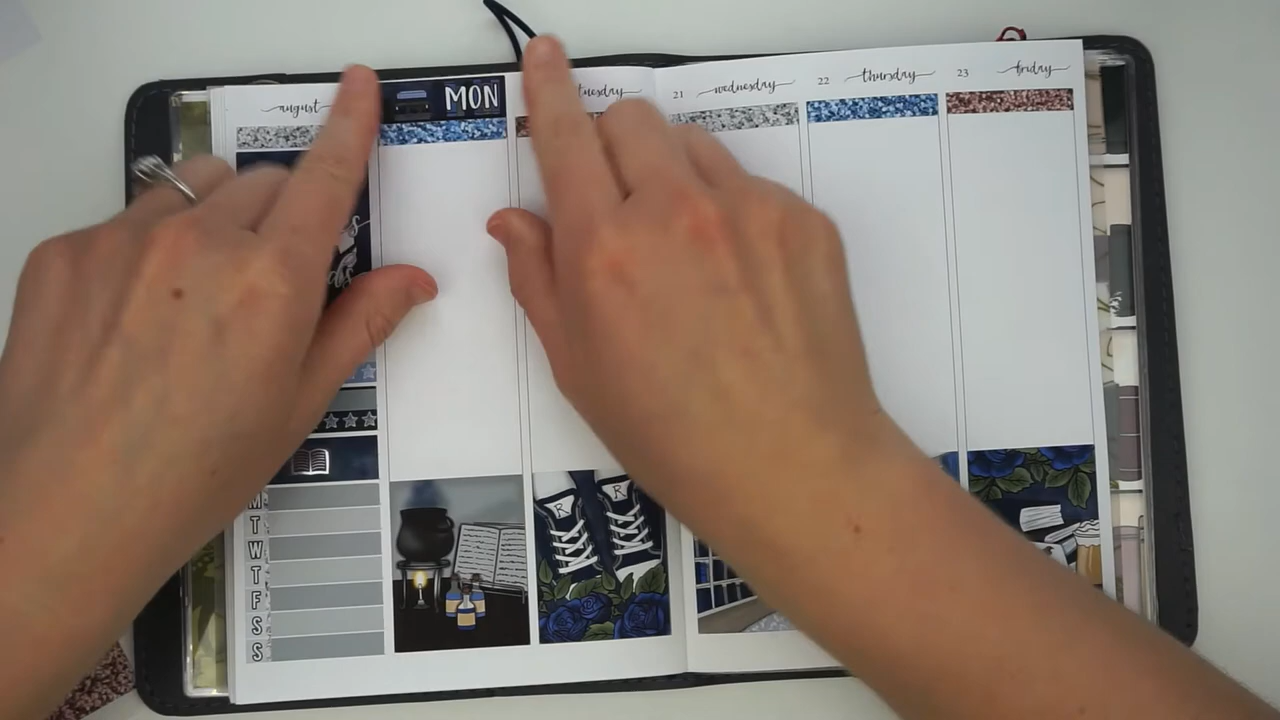 august
MON
tuesday
21 wednesday
22 thursday
23 friday
R R
M
T
W
T
F
S
S